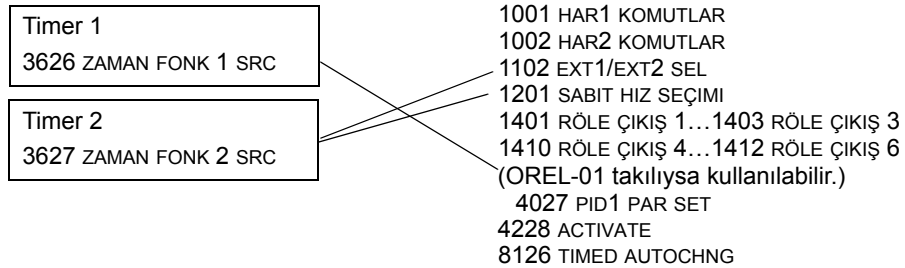 Timer 1
3626 ZAMAN FONK 1 SRC
Timer 2
3627 ZAMAN FONK 2 SRC
1001 HAR1 KOMUTLAR
1002 HAR2 KOMUTLAR
1102 EXT1/EXT2 SEL
1201 SABIT HIZ SEÇIMI
1401 RÖLE ÇIKIŞ 1…1403 RÖLE ÇIKIŞ 3
1410 RÖLE ÇIKIŞ 4…1412 RÖLE ÇIKIŞ 6
(OREL-01 takılıysa kullanılabilir.)
4027 PID1 PAR SET
4228 ACTIVATE
8126 TIMED AUTOCHNG